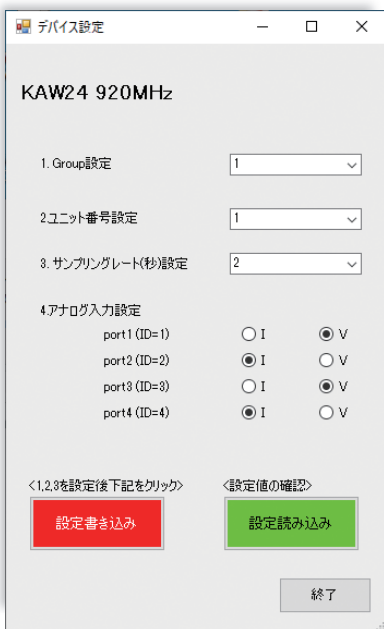 デバイス設定
KAW24 920MHz
1. Group設定 1
2.ユニット番号設定 1
3. サンプリングレート(秒)設定 2
4.アナログ入力設定
port1 (ID=1) I V
port2 (ID=2) I V
port3 (ID=3) I V
port4 (ID=4) I V
<1,2,3を設定後下記をクリック> <設定値の確認>
設定書き込み 設定読み込み
終了